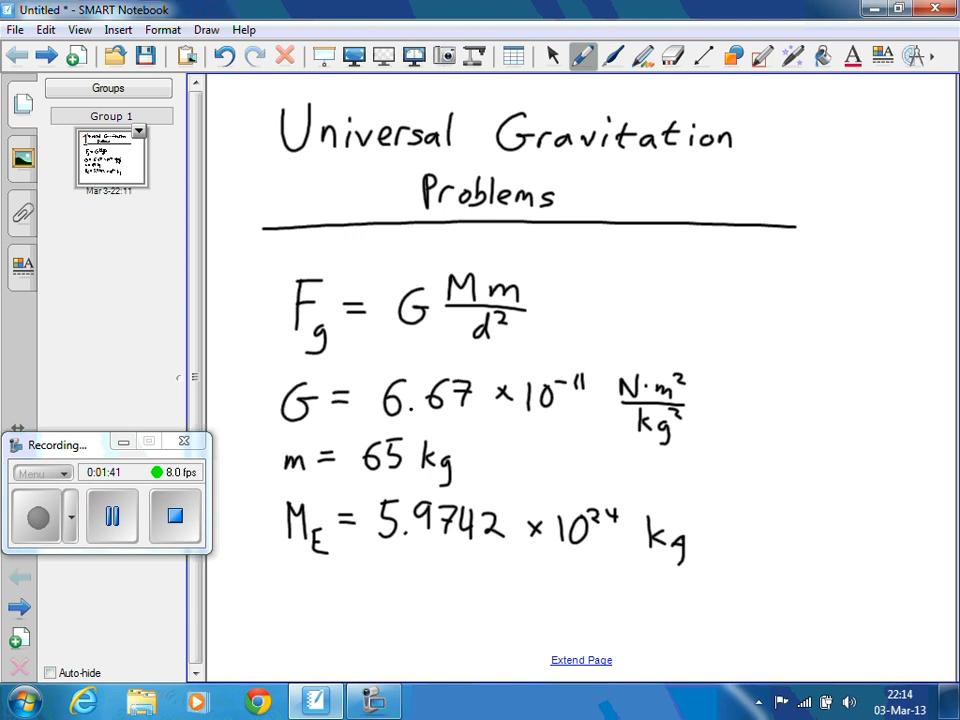 Untitled * - SMART Notebook
File Edit View Insert Format Draw Help
Groups
Group 1
Mar 3-22:11
Universal Gravitation
Problems
F_g = G Mm/d²
G = 6.67 ×10⁻¹¹ N·m²/kg²
m = 65 kg
M_E = 5.9742 ×10²⁴ kg
Recording...
Menu
0:01:41
8.0 fps
Auto-hide
Extend Page
22:14
03-Mar-13